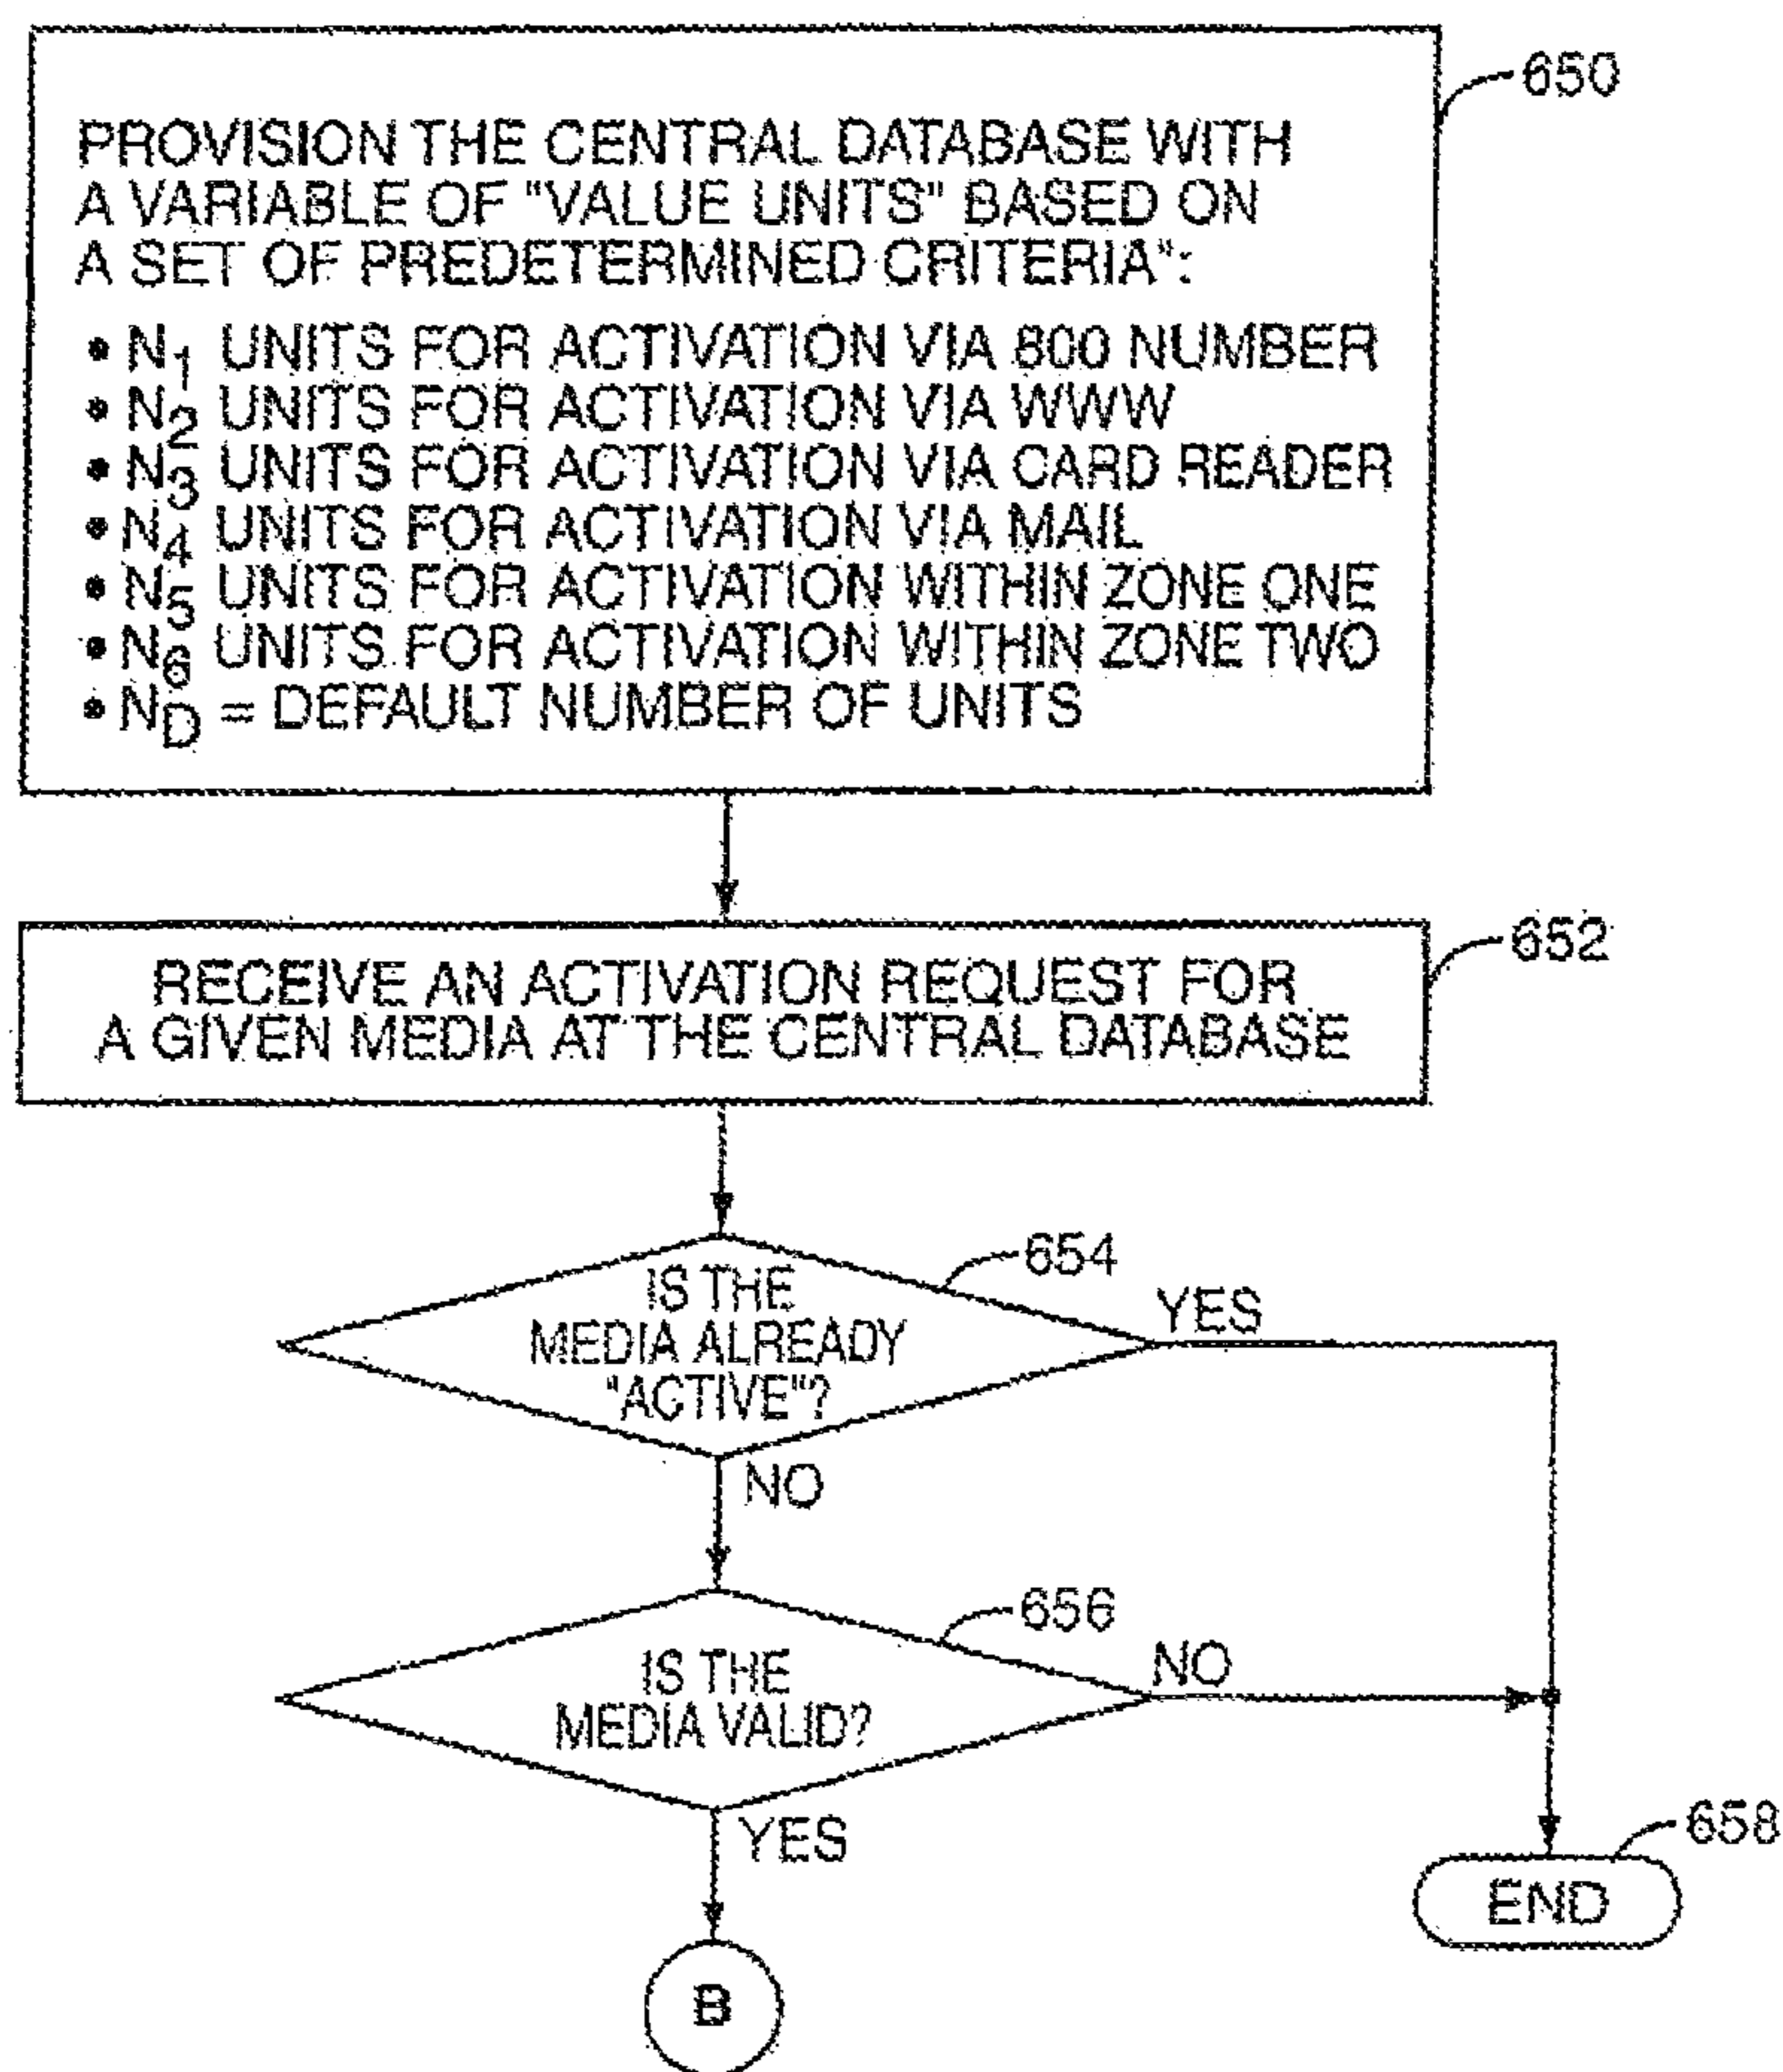 650
PROVISION THE CENTRAL DATABASE WITH
A VARIABLE OF "VALUE UNITS" BASED ON
A SET OF PREDETERMINED CRITERIA":
• N1 UNITS FOR ACTIVATION VIA 800 NUMBER
• N2 UNITS FOR ACTIVATION VIA WWW
• N3 UNITS FOR ACTIVATION VIA CARD READER
• N4 UNITS FOR ACTIVATION VIA MAIL
• N5 UNITS FOR ACTIVATION WITHIN ZONE ONE
• N6 UNITS FOR ACTIVATION WITHIN ZONE TWO
• ND = DEFAULT NUMBER OF UNITS
652
RECEIVE AN ACTIVATION REQUEST FOR
A GIVEN MEDIA AT THE CENTRAL DATABASE
654
IS THE
MEDIA ALREADY
"ACTIVE"?
YES
NO
656
IS THE
MEDIA VALID?
NO
YES
658
END
B